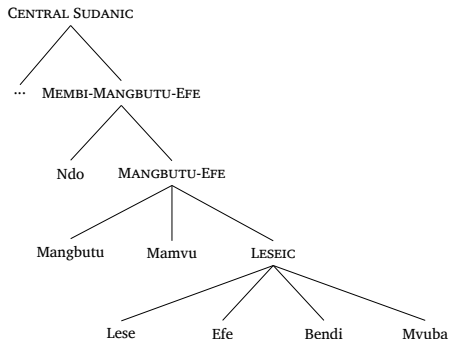 CENTRAL SUDANIC
... MEMBI-MANGBUTU-EFE
Ndo MANGBUTU-EFE
Mangbutu Mamvu LESEIC
Lese Efe Bendi Mvuba